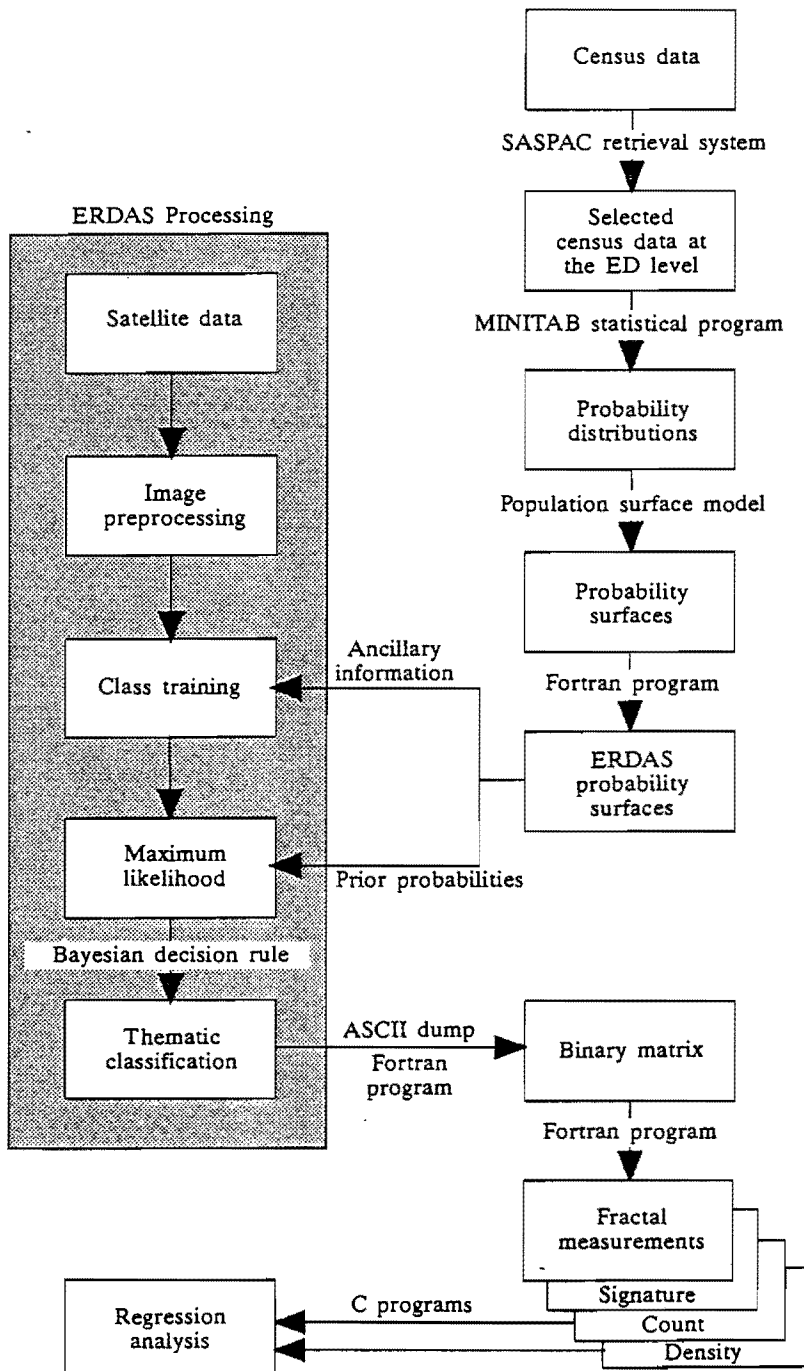 Census data
SASPAC retrieval system
Selected
census data at
the ED level
MINITAB statistical program
Probability
distributions
Population surface model
Probability
surfaces
Fortran program
ERDAS
probability
surfaces
Ancillary
information
Prior probabilities
ERDAS Processing
Satellite data
Image
preprocessing
Class training
Maximum
likelihood
Bayesian decision rule
Thematic
classification
ASCII dump
Fortran
program
Binary matrix
Fortran program
Fractal
measurements
Signature
Count
Density
C programs
Regression
analysis